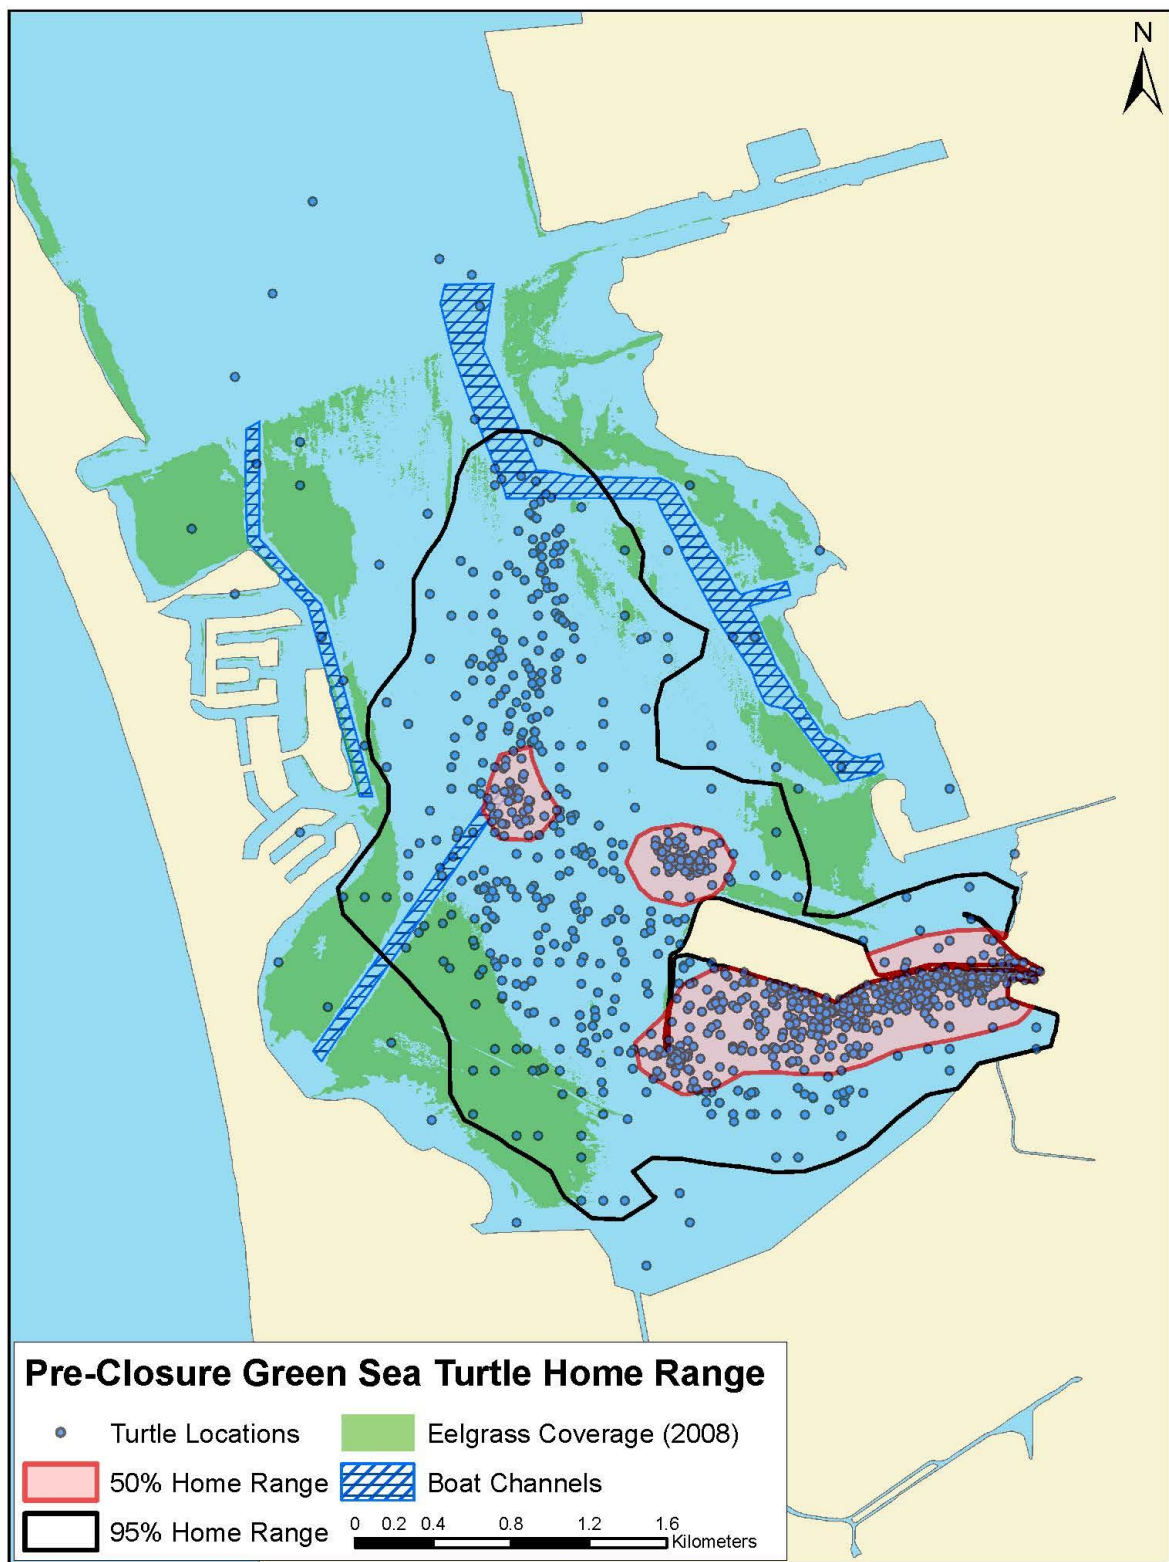 N
Pre-Closure Green Sea Turtle Home Range
Turtle Locations
Eelgrass Coverage (2008)
50% Home Range
Boat Channels
95% Home Range
0 0.2 0.4 0.8 1.2 1.6
Kilometers